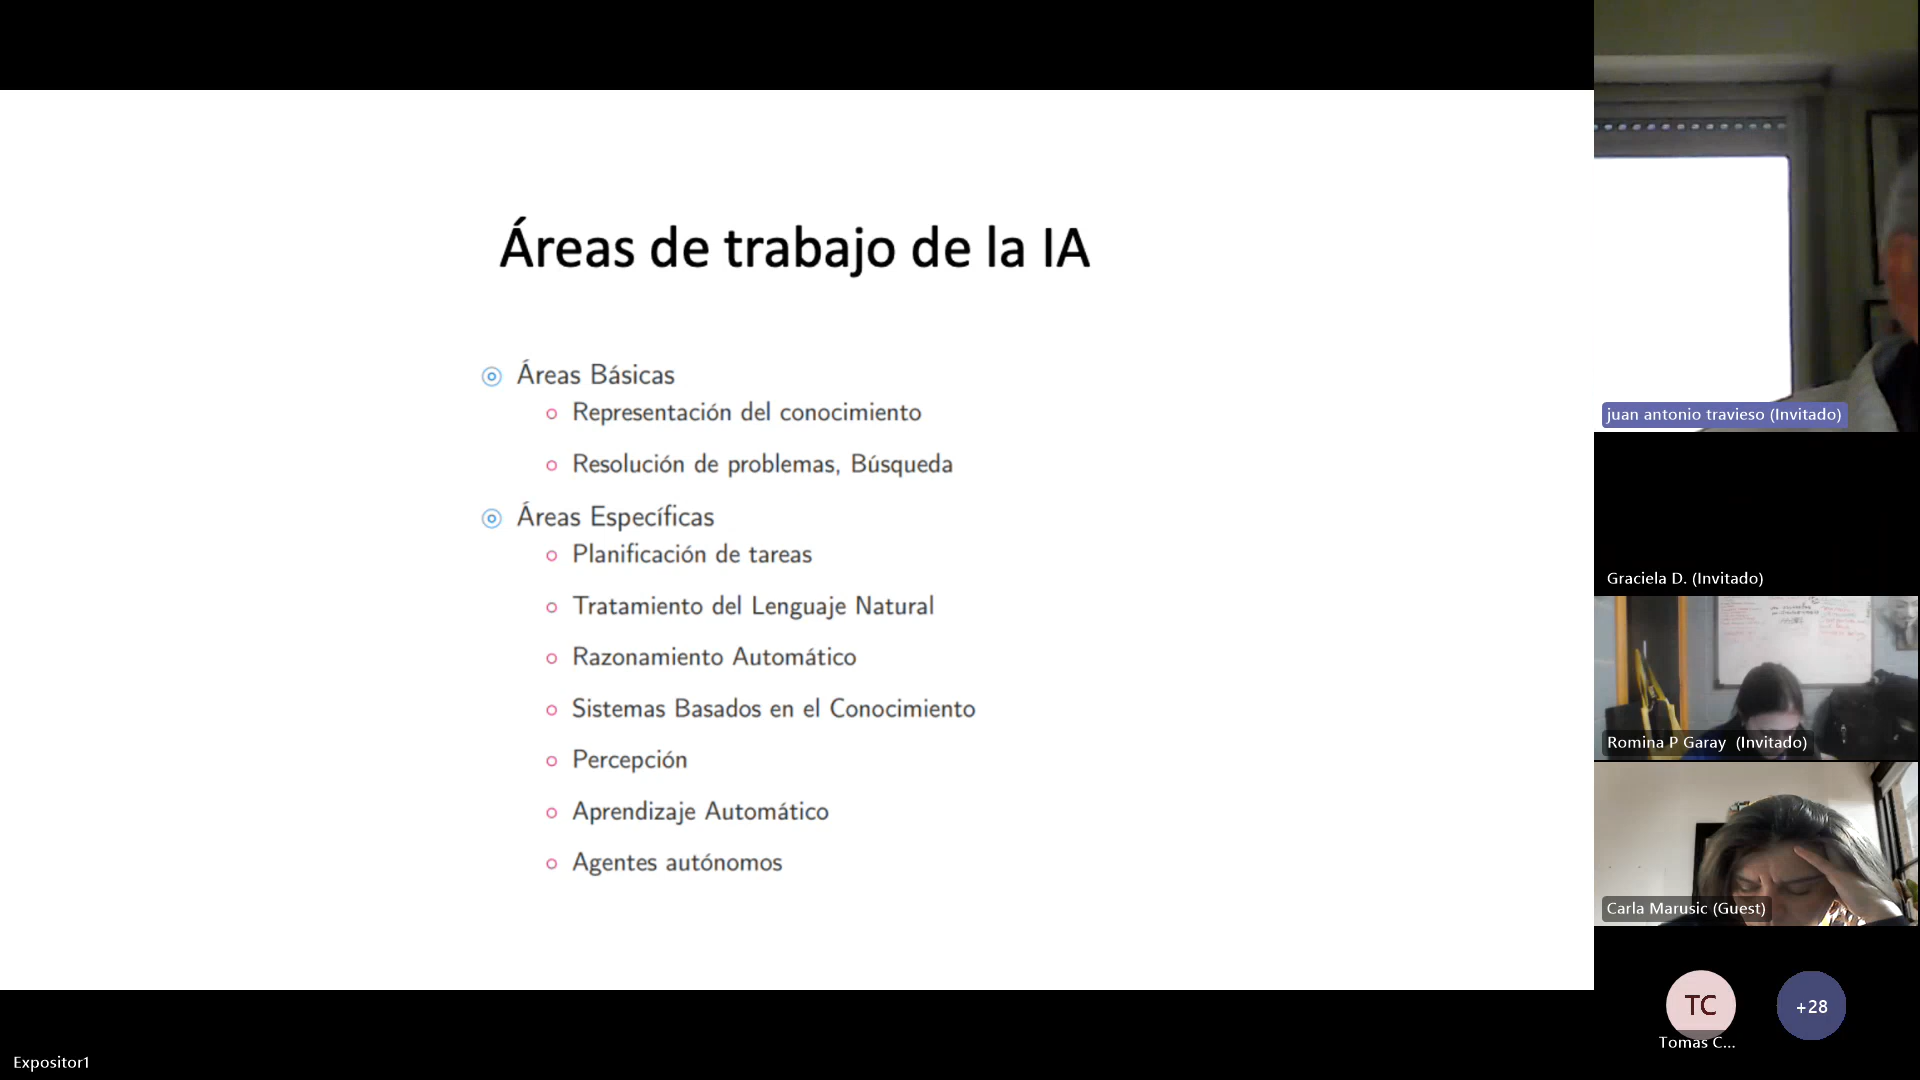 Áreas de trabajo de la IA
Áreas Básicas
Representación del conocimiento
Resolución de problemas, Búsqueda
Áreas Específicas
Planificación de tareas
Tratamiento del Lenguaje Natural
Razonamiento Automático
Sistemas Basados en el Conocimiento
Percepción
Aprendizaje Automático
Agentes autónomos
juan antonio travieso (Invitado)
Graciela D. (Invitado)
Romina P Garay (Invitado)
Carla Marusic (Guest)
TC
+28
Tomas C...
Expositor1